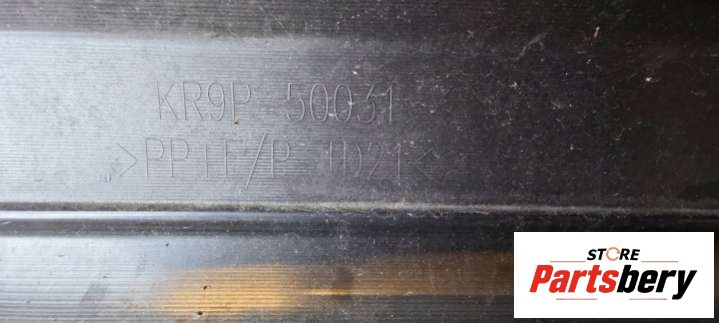 KR9P-50031
>PP+E/P-TD21<
STORE
Partsbery